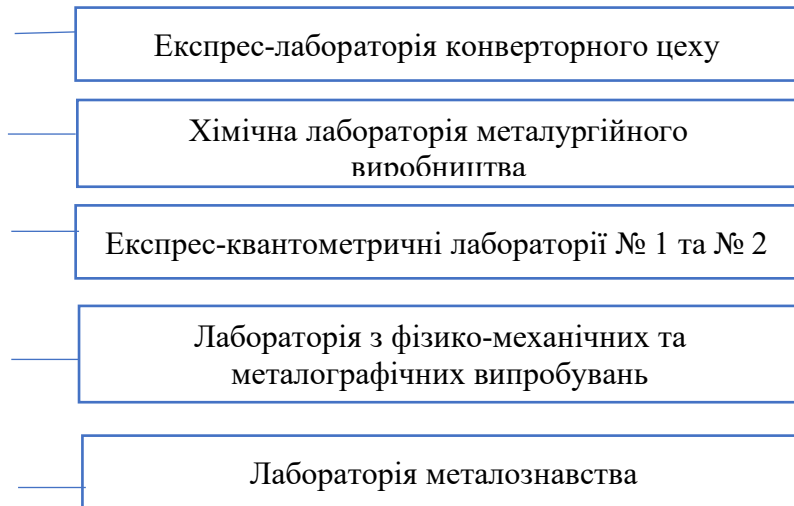 Експрес-лабораторія конверторного цеху
Хімічна лабораторія металургійного
виробництва
Експрес-квантометричні лабораторії № 1 та № 2
Лабораторія з фізико-механічних та
металографічних випробувань
Лабораторія металознавства